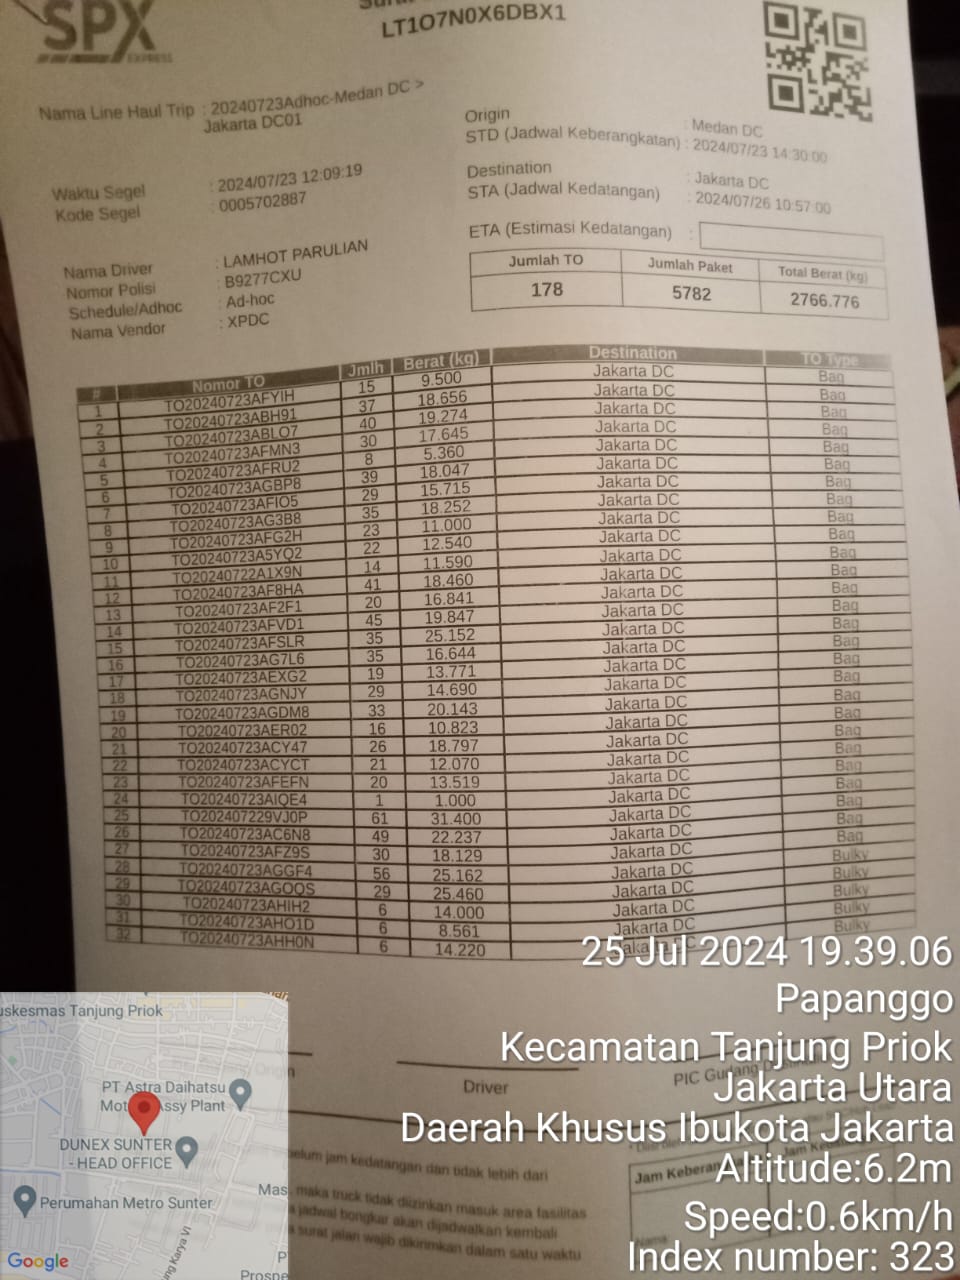 SPX
EXPRESS
LT1O7N0X6DBX1
Nama Line Haul Trip : 20240723Adhoc-Medan DC >
Jakarta DC01
Origin : Medan DC
STD (Jadwal Keberangkatan) : 2024/07/23 14:30:00
Waktu Segel : 2024/07/23 12:09:19
Kode Segel : 0005702887
Destination : Jakarta DC
STA (Jadwal Kedatangan) : 2024/07/26 10:57:00
ETA (Estimasi Kedatangan) :
Nama Driver : LAMHOT PARULIAN
Nomor Polisi : B9277CXU
Schedule/Adhoc : Ad-hoc
Nama Vendor : XPDC
Jumlah TO Jumlah Paket Total Berat (kg)
178 5782 2766.776
# Nomor TO Jmlh Berat (kg) Destination TO Type
1 TO20240723AFYIH 15 9.500 Jakarta DC Bag
2 TO20240723ABH91 37 18.656 Jakarta DC Bag
3 TO20240723ABLO7 40 19.274 Jakarta DC Bag
4 TO20240723AFMN3 30 17.645 Jakarta DC Bag
5 TO20240723AFRU2 8 5.360 Jakarta DC Bag
6 TO20240723AGBP8 39 18.047 Jakarta DC Bag
7 TO20240723AFIO5 29 15.715 Jakarta DC Bag
8 TO20240723AG3B8 35 18.252 Jakarta DC Bag
9 TO20240723AFG2H 23 11.000 Jakarta DC Bag
10 TO20240723A5YQ2 22 12.540 Jakarta DC Bag
11 TO20240722A1X9N 14 11.590 Jakarta DC Bag
12 TO20240723AF8HA 41 18.460 Jakarta DC Bag
13 TO20240723AF2F1 20 16.841 Jakarta DC Bag
14 TO20240723AFVD1 45 19.847 Jakarta DC Bag
15 TO20240723AFSLR 35 25.152 Jakarta DC Bag
16 TO20240723AG7L6 35 16.644 Jakarta DC Bag
17 TO20240723AEXG2 19 13.771 Jakarta DC Bag
18 TO20240723AGNJY 29 14.690 Jakarta DC Bag
19 TO20240723AGDM8 33 20.143 Jakarta DC Bag
20 TO20240723AER02 16 10.823 Jakarta DC Bag
21 TO20240723ACY47 26 18.797 Jakarta DC Bag
22 TO20240723ACYCT 21 12.070 Jakarta DC Bag
23 TO20240723AFEFN 20 13.519 Jakarta DC Bag
24 TO20240723AIQE4 1 1.000 Jakarta DC Bag
25 TO202407229VJ0P 61 31.400 Jakarta DC Bag
26 TO20240723AC6N8 49 22.237 Jakarta DC Bag
27 TO20240723AFZ9S 30 18.129 Jakarta DC Bag
28 TO20240723AGGF4 56 25.162 Jakarta DC Bulky
29 TO20240723AGOQS 29 25.460 Jakarta DC Bulky
30 TO20240723AHIH2 6 14.000 Jakarta DC Bulky
31 TO20240723AHO1D 6 8.561 Jakarta DC Bulky
32 TO20240723AHH0N 6 14.220 Jakarta DC Bulky
25 Jul 2024 19.39.06
Papanggo
Kecamatan Tanjung Priok
Jakarta Utara
Daerah Khusus Ibukota Jakarta
Altitude:6.2m
Speed:0.6km/h
Index number: 323
Driver
PIC Gudang
Jam
belum jam kedatangan dan tidak lebih dari
maka truck tidak diizinkan masuk area fasilitas
jadwal bongkar akan dijadwalkan kembali
surat jalan wajib dikirimkan dalam satu waktu
Nama:
uskesmas Tanjung Priok
PT Astra Daihatsu
Assy Plant
DUNEX SUNTER
- HEAD OFFICE
Perumahan Metro Sunter
ng Karya VI
Mas
Prospe
Google